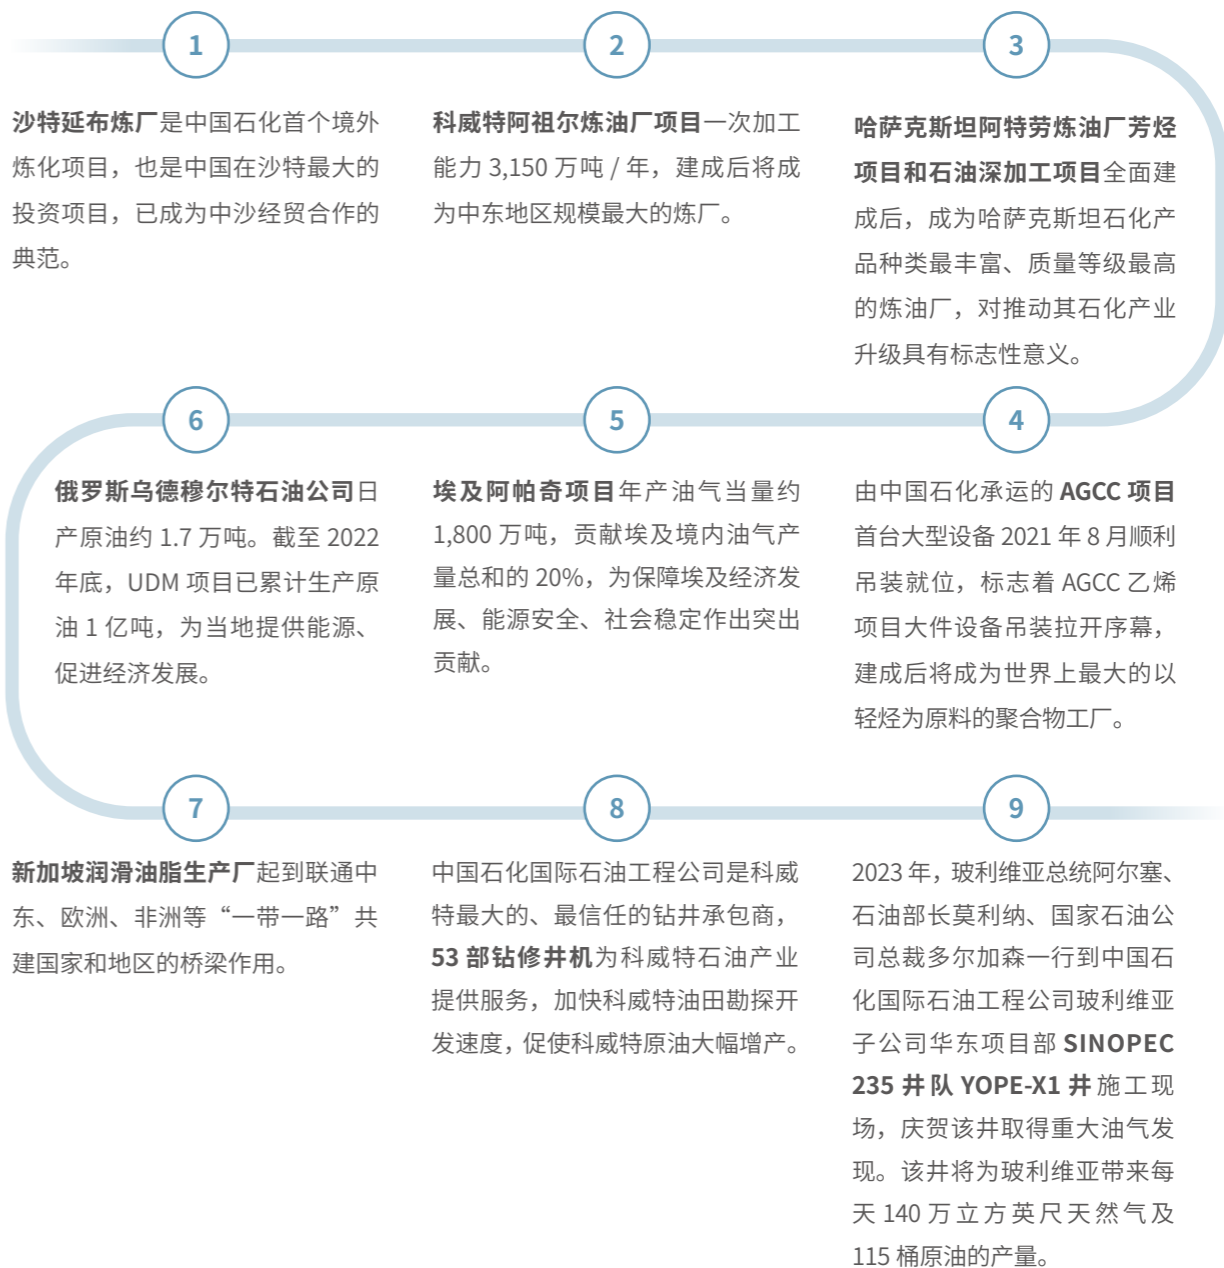 1
沙特延布炼厂是中国石化首个境外
炼化项目，也是中国在沙特最大的
投资项目，已成为中沙经贸合作的
典范。
2
科威特阿祖尔炼油厂项目一次加工
能力 3,150 万吨 / 年，建成后将成
为中东地区规模最大的炼厂。
3
哈萨克斯坦阿特劳炼油厂芳烃
项目和石油深加工项目全面建
成后，成为哈萨克斯坦石化产
品种类最丰富、质量等级最高
的炼油厂，对推动其石化产业
升级具有标志性意义。
4
由中国石化承运的 AGCC 项目
首台大型设备 2021 年 8 月顺利
吊装就位，标志着 AGCC 乙烯
项目大件设备吊装拉开序幕，
建成后将成为世界上最大的以
轻烃为原料的聚合物工厂。
5
埃及阿帕奇项目年产油气当量约
1,800 万吨，贡献埃及境内油气产
量总和的 20%，为保障埃及经济发
展、能源安全、社会稳定作出突出
贡献。
6
俄罗斯乌德穆尔特石油公司日
产原油约 1.7 万吨。截至 2022
年底，UDM 项目已累计生产原
油 1 亿吨，为当地提供能源、
促进经济发展。
7
新加坡润滑油脂生产厂起到联通中
东、欧洲、非洲等“一带一路”共
建国家和地区的桥梁作用。
8
中国石化国际石油工程公司是科威
特最大的、最信任的钻井承包商，
53 部钻修井机为科威特石油产业
提供服务，加快科威特油田勘探开
发速度，促使科威特原油大幅增产。
9
2023 年，玻利维亚总统阿尔塞、
石油部长莫利纳、国家石油公
司总裁多尔加森一行到中国石
化国际石油工程公司玻利维亚
子公司华东项目部 SINOPEC
235 井队 YOPE-X1 井施工现
场，庆贺该井取得重大油气发
现。该井将为玻利维亚带来每
天 140 万立方英尺天然气及
115 桶原油的产量。